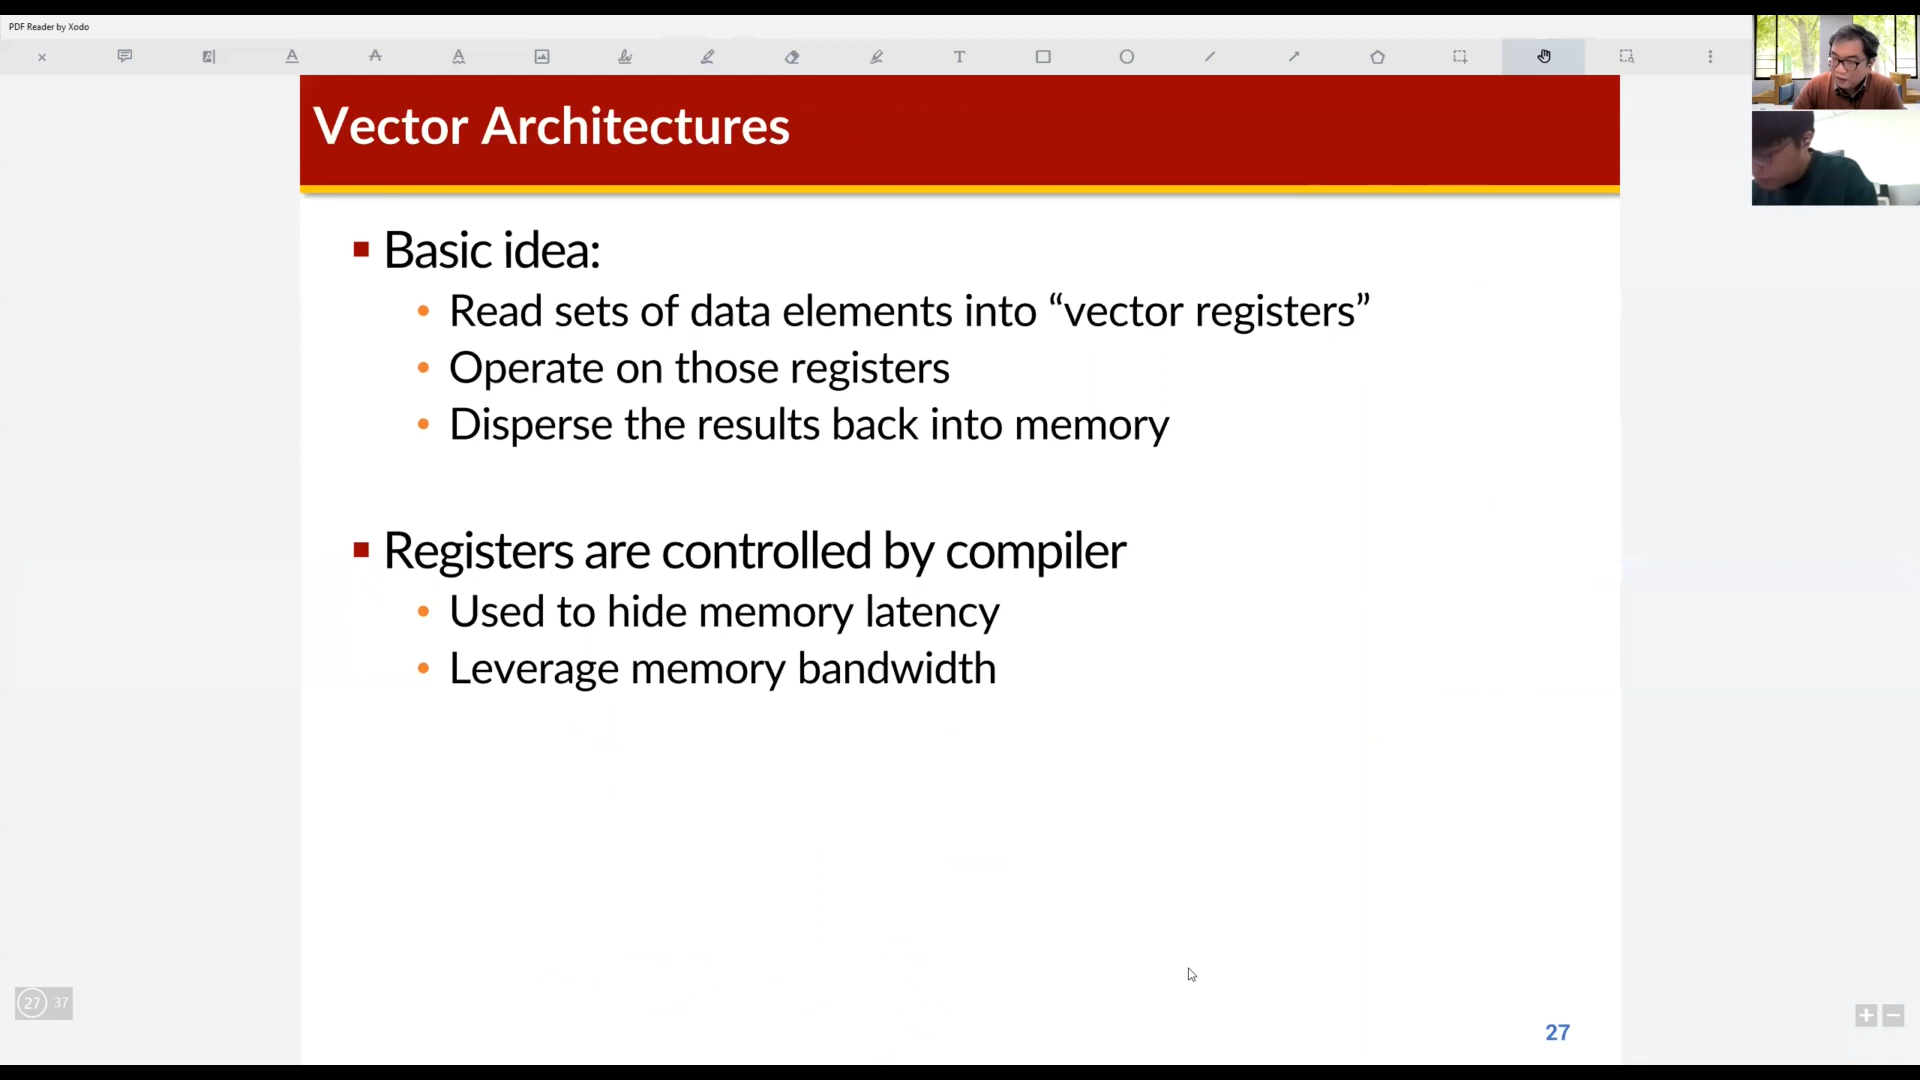 PDF Reader by Xodo
T
Vector Architectures
Basic idea:
Read sets of data elements into “vector registers”
Operate on those registers
Disperse the results back into memory
Registers are controlled by compiler
Used to hide memory latency
Leverage memory bandwidth
27 37
27